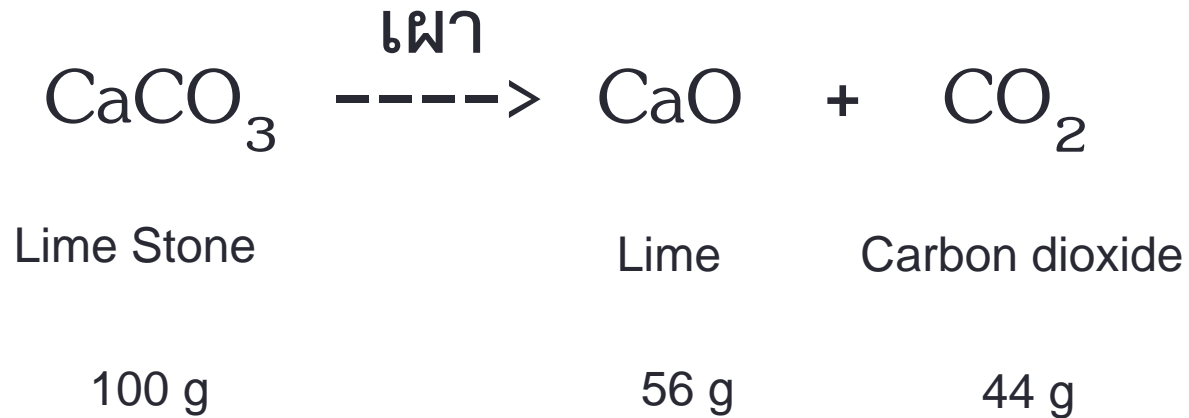 เผา
CaCO₃ ----> CaO + CO₂
Lime Stone Lime Carbon dioxide
100 g 56 g 44 g